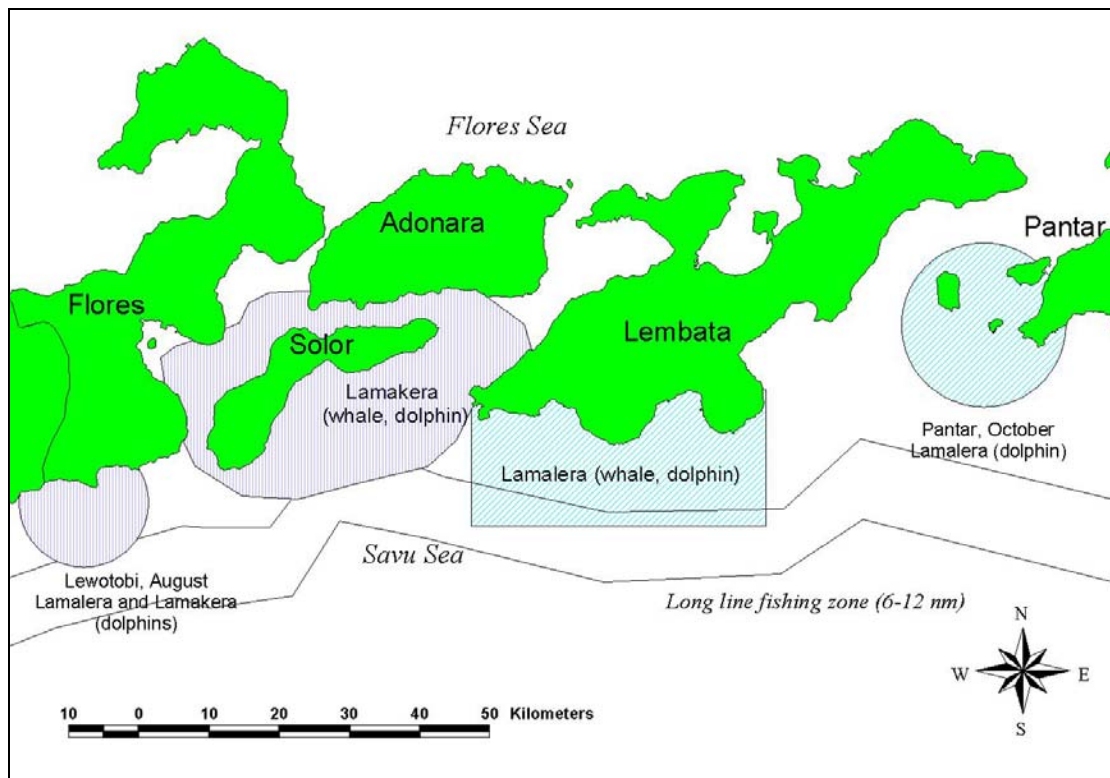 Flores Sea
Adonara
Pantar
Flores
Solor
Lembata
Lamakera
(whale, dolphin)
Pantar, October
Lamalera (dolphin)
Lamalera (whale, dolphin)
Savu Sea
Lewotobi, August
Lamalera and Lamakera
(dolphins)
Long line fishing zone (6-12 nm)
N
W E
S
10 0 10 20 30 40 50 Kilometers